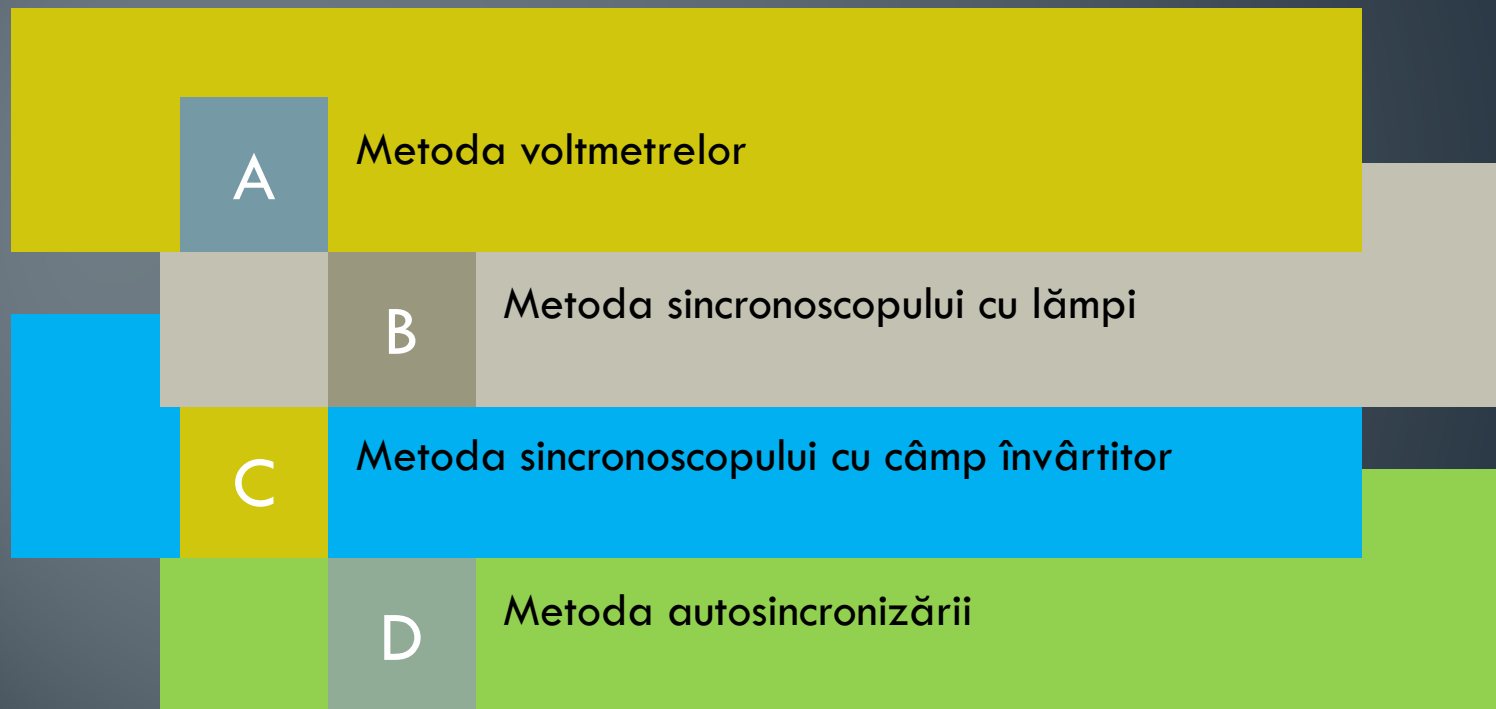 A
Metoda voltmetrelor
B
Metoda sincronoscopului cu lămpi
C
Metoda sincronoscopului cu câmp învârtitor
D
Metoda autosincronizării